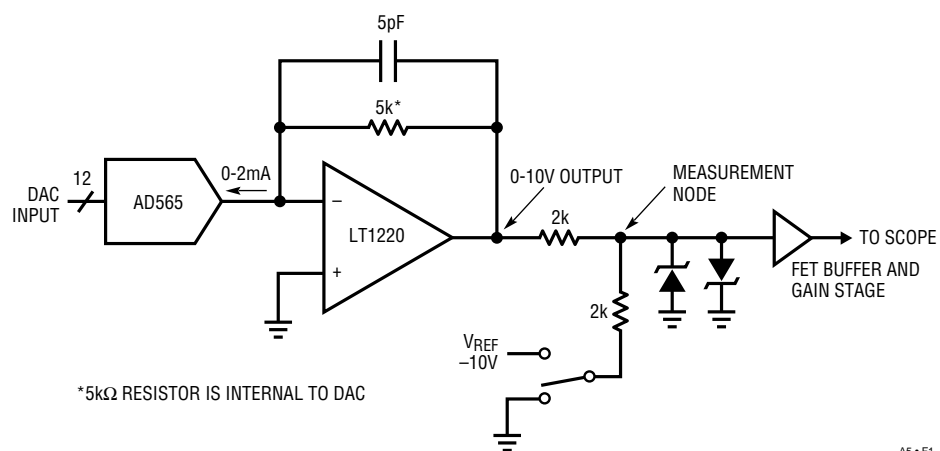 5pF
5k*
12
DAC
INPUT
AD565
0-2mA
–
LT1220
+
0-10V OUTPUT
2k
MEASUREMENT
NODE
TO SCOPE
FET BUFFER AND
GAIN STAGE
2k
VREF
–10V
*5kΩ RESISTOR IS INTERNAL TO DAC